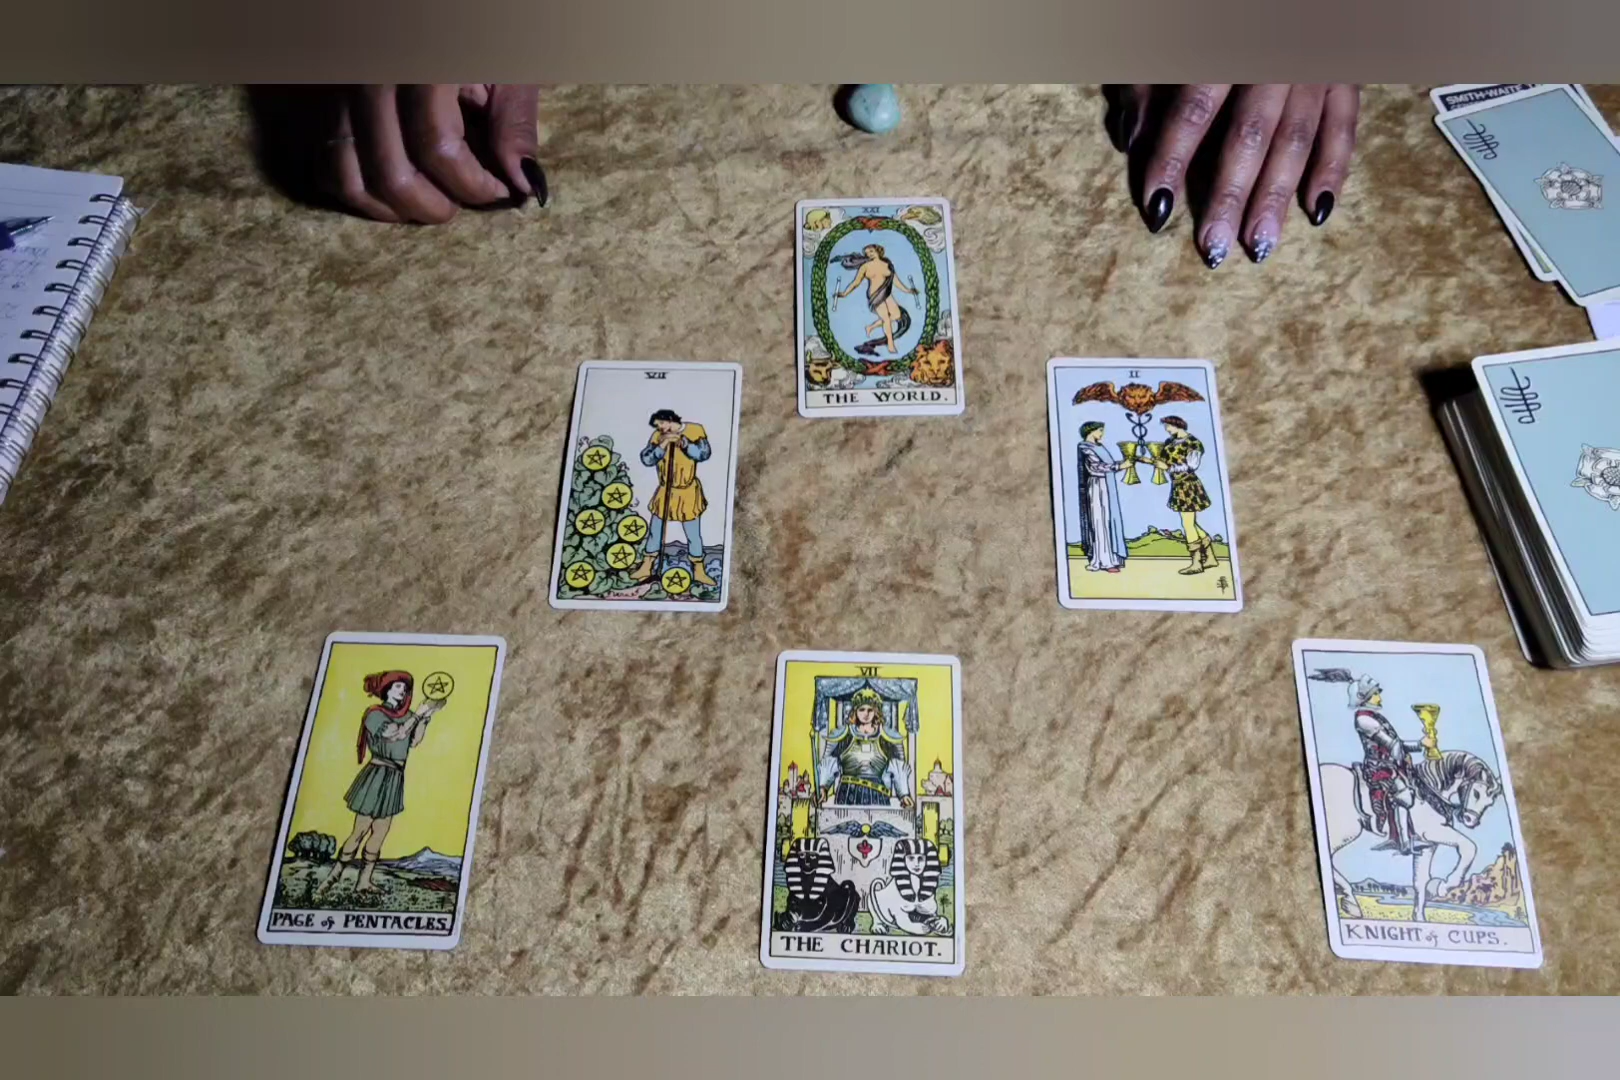 SMITH-WAITE
XXI
THE WORLD.
VII
II
PAGE of PENTACLES.
VII
THE CHARIOT.
KNIGHT of CUPS.